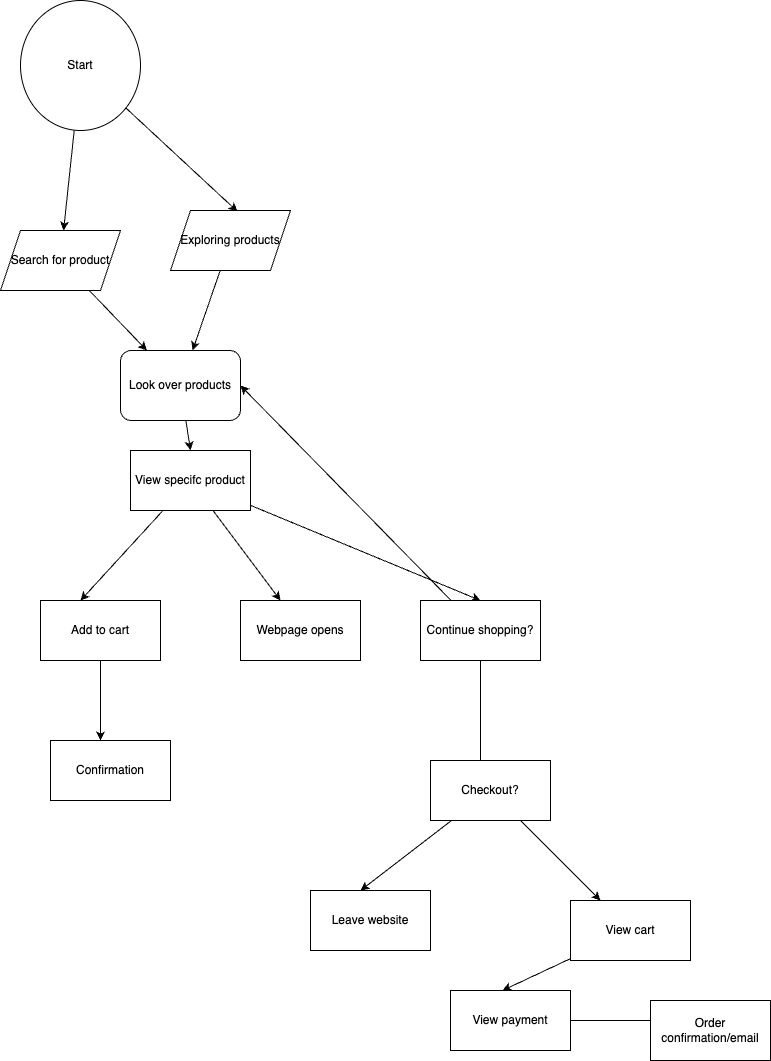 Start
Search for product
Exploring products
Look over products
View specifc product
Add to cart
Webpage opens
Continue shopping?
Confirmation
Checkout?
Leave website
View cart
View payment
Order
confirmation/email